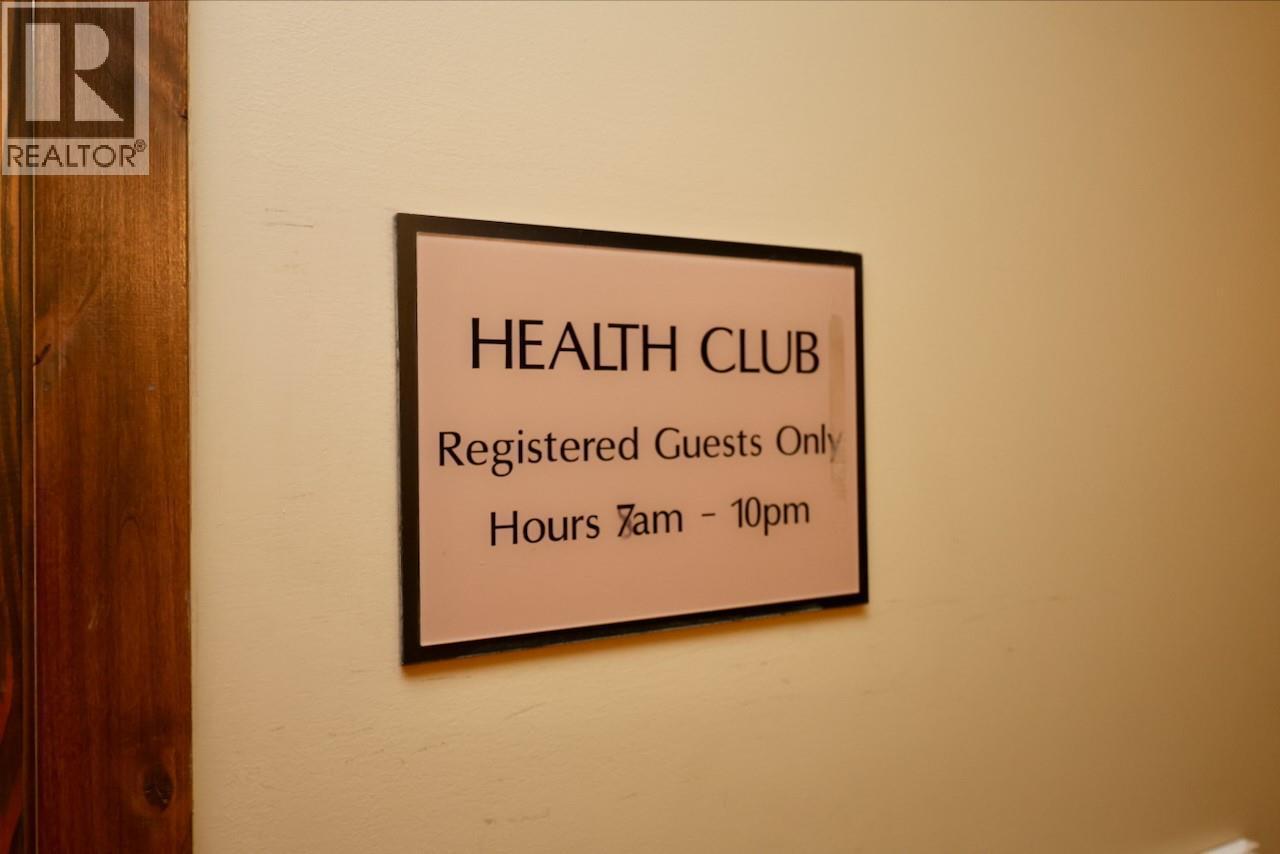 R
REALTOR®
HEALTH CLUB
Registered Guests Only
Hours 7am - 10pm